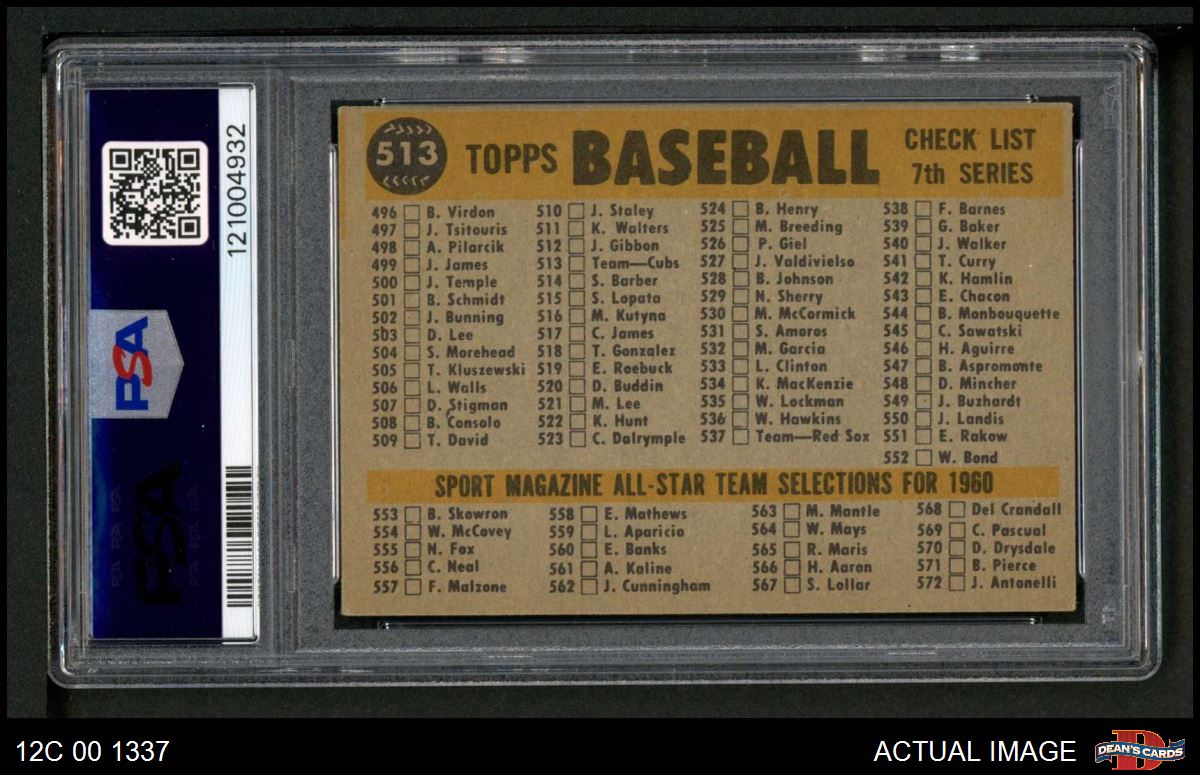 121004932
PSA
PSA
513
TOPPS BASEBALL
CHECK LIST
7th SERIES
496 B. Virdon
497 J. Tsitouris
498 A. Pilarcik
499 J. James
500 J. Temple
501 B. Schmidt
502 J. Bunning
503 D. Lee
504 S. Morehead
505 T. Kluszewski
506 L. Walls
507 D. Stigman
508 B. Consolo
509 T. David
510 J. Staley
511 K. Walters
512 J. Gibbon
513 Team—Cubs
514 S. Barber
515 S. Lopata
516 M. Kutyna
517 C. James
518 T. Gonzalez
519 E. Roebuck
520 D. Buddin
521 M. Lee
522 K. Hunt
523 C. Dalrymple
524 B. Henry
525 M. Breeding
526 P. Giel
527 J. Valdivielso
528 B. Johnson
529 N. Sherry
530 M. McCormick
531 S. Amoros
532 M. Garcia
533 L. Clinton
534 K. MacKenzie
535 W. Lockman
536 W. Hawkins
537 Team—Red Sox
538 F. Barnes
539 G. Baker
540 J. Walker
541 T. Curry
542 K. Hamlin
543 E. Chacon
544 B. Monbouquette
545 C. Sawatski
546 H. Aguirre
547 B. Aspromonte
548 D. Mincher
549 J. Buzhardt
550 J. Landis
551 E. Rakow
552 W. Bond
SPORT MAGAZINE ALL-STAR TEAM SELECTIONS FOR 1960
553 B. Skowron
554 W. McCovey
555 N. Fox
556 C. Neal
557 F. Malzone
558 E. Mathews
559 L. Aparicio
560 E. Banks
561 A. Kaline
562 J. Cunningham
563 M. Mantle
564 W. Mays
565 R. Maris
566 H. Aaron
567 S. Lollar
568 Del Crandall
569 C. Pascual
570 D. Drysdale
571 B. Pierce
572 J. Antonelli
12C 00 1337
ACTUAL IMAGE
DEAN'S CARDS